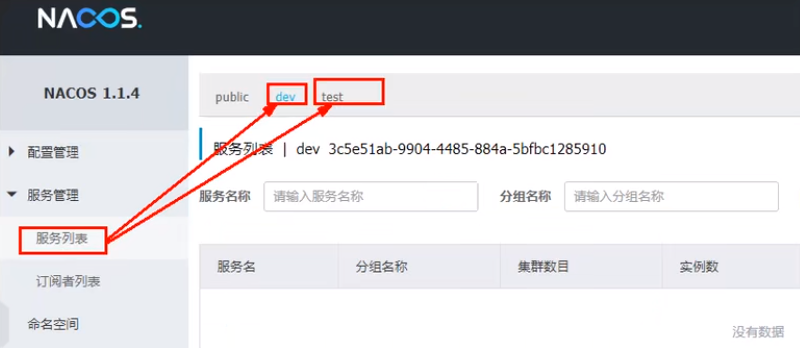 NACOS.
NACOS 1.1.4
public dev test
配置管理
服务列表 | dev 3c5e51ab-9904-4485-884a-5bfbc1285910
服务管理
服务名称 请输入服务名称 分组名称 请输入分组名称
服务列表
服务名 分组名称 集群数目 实例数
订阅者列表
命名空间
没有数据